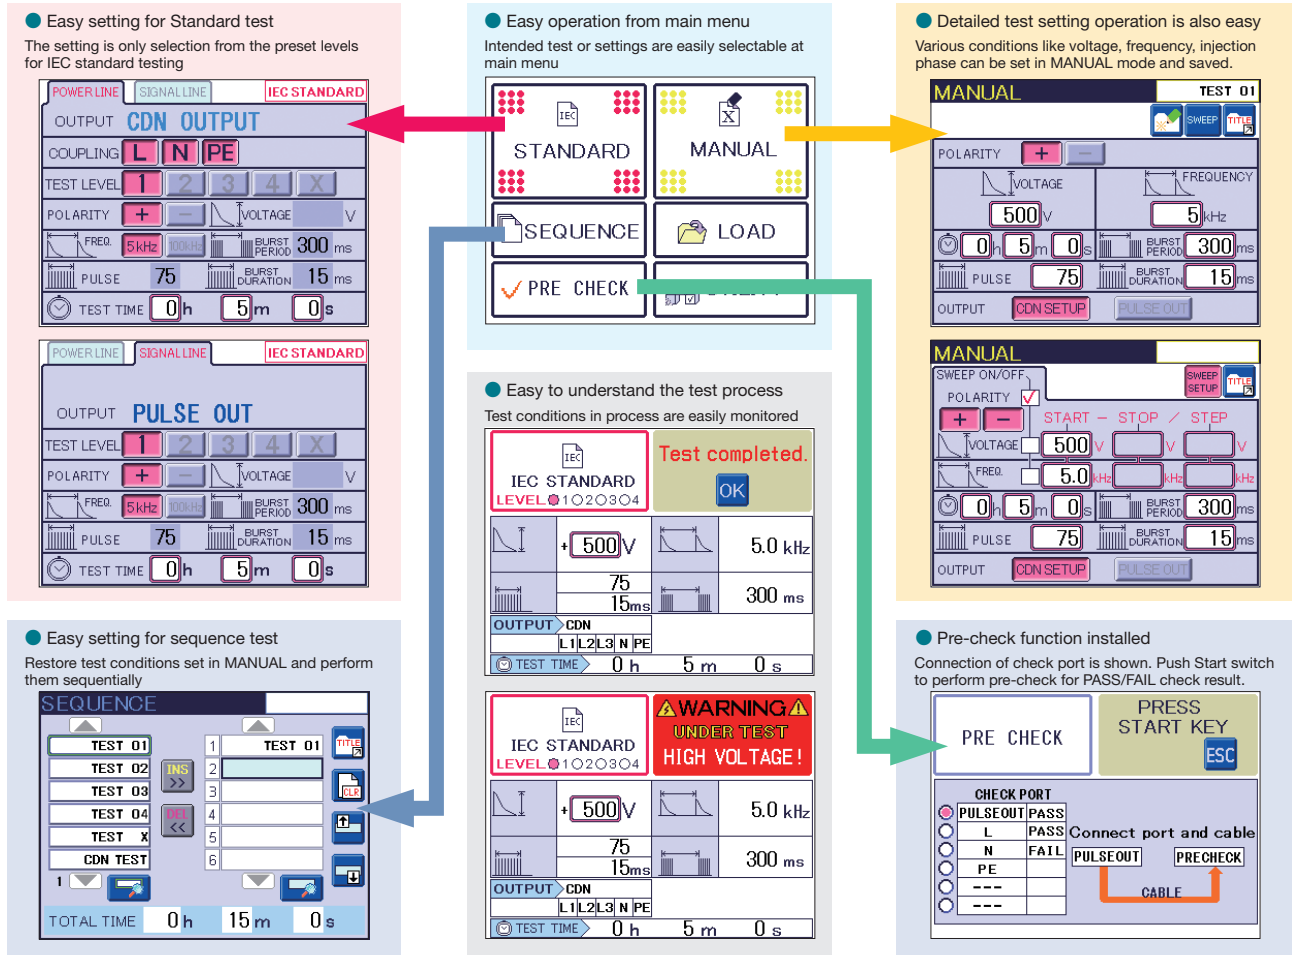 Easy setting for Standard test
The setting is only selection from the preset levels
for IEC standard testing
POWER LINE SIGNAL LINE IEC STANDARD
OUTPUT CDN OUTPUT
COUPLING L N PE
TEST LEVEL 1 2 3 4 X
POLARITY + − VOLTAGE V
FREQ. 5kHz 100kHz BURST PERIOD 300 ms
PULSE 75 BURST DURATION 15 ms
TEST TIME 0 h 5 m 0 s
POWER LINE SIGNAL LINE IEC STANDARD
OUTPUT PULSE OUT
TEST LEVEL 1 2 3 4 X
POLARITY + − VOLTAGE V
FREQ. 5kHz 100kHz BURST PERIOD 300 ms
PULSE 75 BURST DURATION 15 ms
TEST TIME 0 h 5 m 0 s
Easy operation from main menu
Intended test or settings are easily selectable at
main menu
IEC X
STANDARD MANUAL
SEQUENCE LOAD
PRE CHECK
Detailed test setting operation is also easy
Various conditions like voltage, frequency, injection
phase can be set in MANUAL mode and saved.
MANUAL TEST 01
SWEEP TITLE
POLARITY + −
VOLTAGE FREQUENCY
500 V 5 kHz
0 h 5 m 0 s BURST PERIOD 300 ms
PULSE 75 BURST DURATION 15 ms
OUTPUT CDN SETUP PULSE OUT
MANUAL
SWEEP ON/OFF SWEEP SETUP TITLE
POLARITY
+ − START − STOP / STEP
VOLTAGE 500 V V V
FREQ. 5.0 kHz kHz kHz
0 h 5 m 0 s BURST PERIOD 300 ms
PULSE 75 BURST DURATION 15 ms
OUTPUT CDN SETUP PULSE OUT
Easy to understand the test process
Test conditions in process are easily monitored
IEC Test completed.
IEC STANDARD OK
LEVEL 1 2 3 4
+ 500 V 5.0 kHz
75
15ms 300 ms
OUTPUT CDN
L1 L2 L3 N PE
TEST TIME 0 h 5 m 0 s
IEC WARNING
IEC STANDARD UNDER TEST
LEVEL 1 2 3 4 HIGH VOLTAGE!
+ 500 V 5.0 kHz
75
15ms 300 ms
OUTPUT CDN
L1 L2 L3 N PE
TEST TIME 0 h 5 m 0 s
Easy setting for sequence test
Restore test conditions set in MANUAL and perform
them sequentially
SEQUENCE
TEST 01 1 TEST 01 TITLE
TEST 02 INS >> 2
TEST 03 3 CLR
TEST 04 DEL << 4
TEST X 5
CDN TEST 6
1
TOTAL TIME 0 h 15 m 0 s
Pre-check function installed
Connection of check port is shown. Push Start switch
to perform pre-check for PASS/FAIL check result.
PRE CHECK PRESS
START KEY
ESC
CHECK PORT
PULSEOUT PASS
L PASS Connect port and cable
N FAIL PULSEOUT PRECHECK
PE
--- CABLE
---